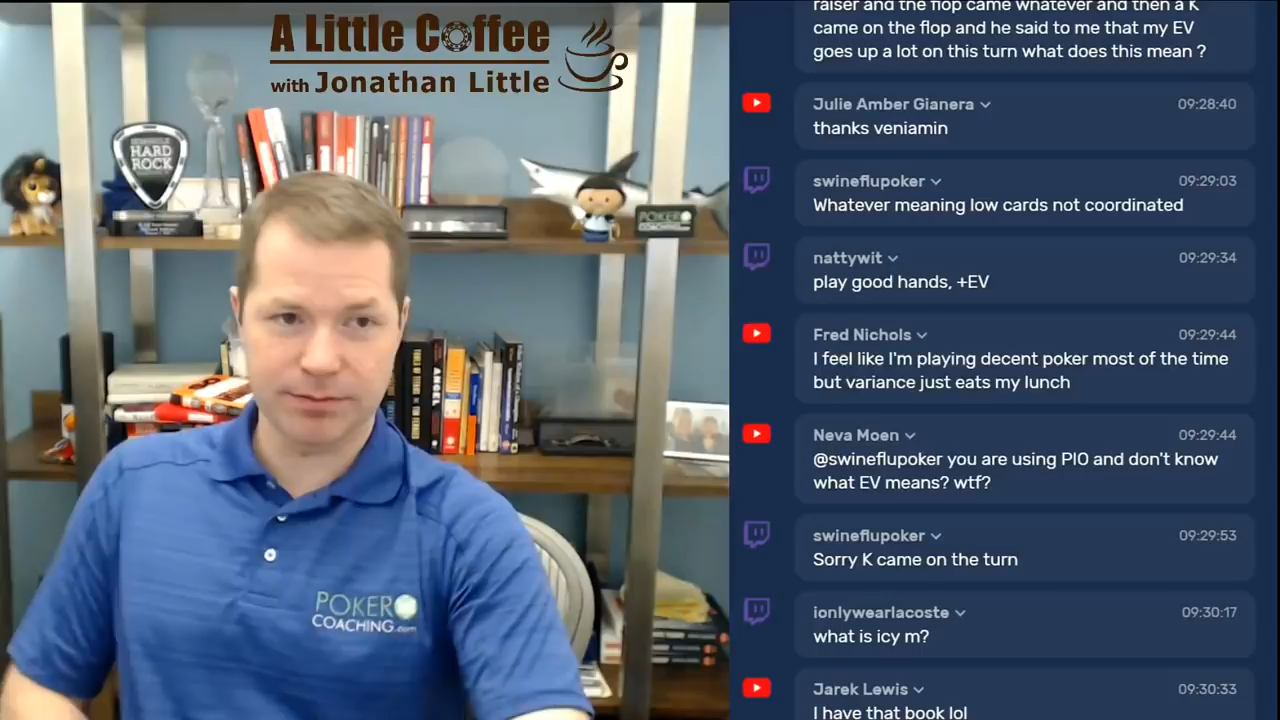 A Little Coffee
with Jonathan Little
HARD
ROCK
POKER
COACHING.com
POKER
COACHING.com
raiser and the flop came whatever and then a K
came on the flop and he said to me that my EV
goes up a lot on this turn what does this mean ?
Julie Amber Gianera
09:28:40
thanks veniamin
swineflupoker
09:29:03
Whatever meaning low cards not coordinated
nattywit
09:29:34
play good hands, +EV
Fred Nichols
09:29:44
I feel like I'm playing decent poker most of the time
but variance just eats my lunch
Neva Moen
09:29:44
@swineflupoker you are using PIO and don't know
what EV means? wtf?
swineflupoker
09:29:53
Sorry K came on the turn
ionlywearlacoste
09:30:17
what is icy m?
Jarek Lewis
09:30:33
I have that book lol